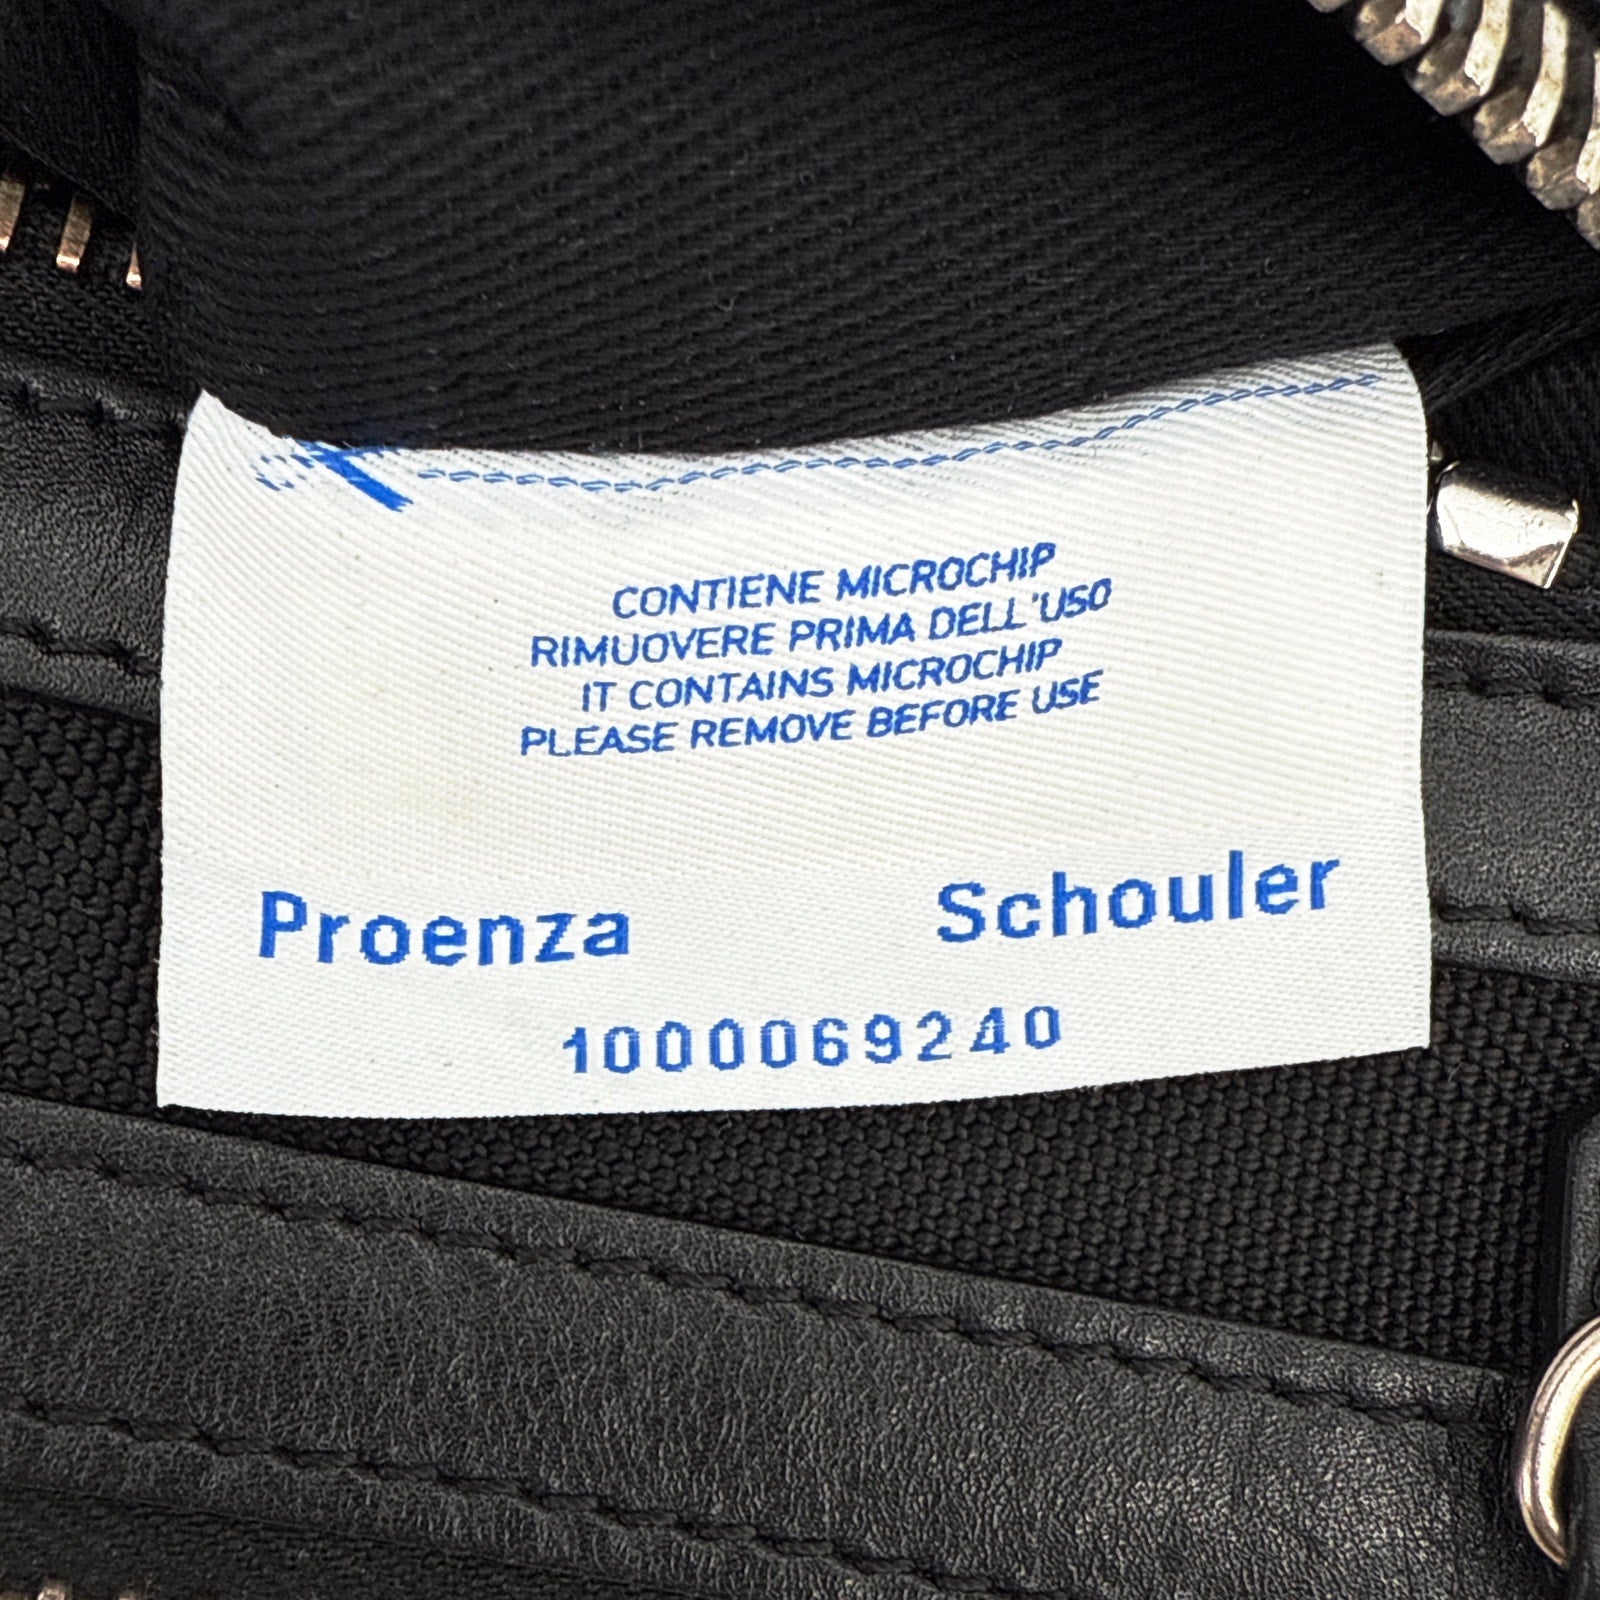 CONTIENE MICROCHIP
RIMUOVERE PRIMA DELL'USO
IT CONTAINS MICROCHIP
PLEASE REMOVE BEFORE USE
Proenza Schouler
1000069240